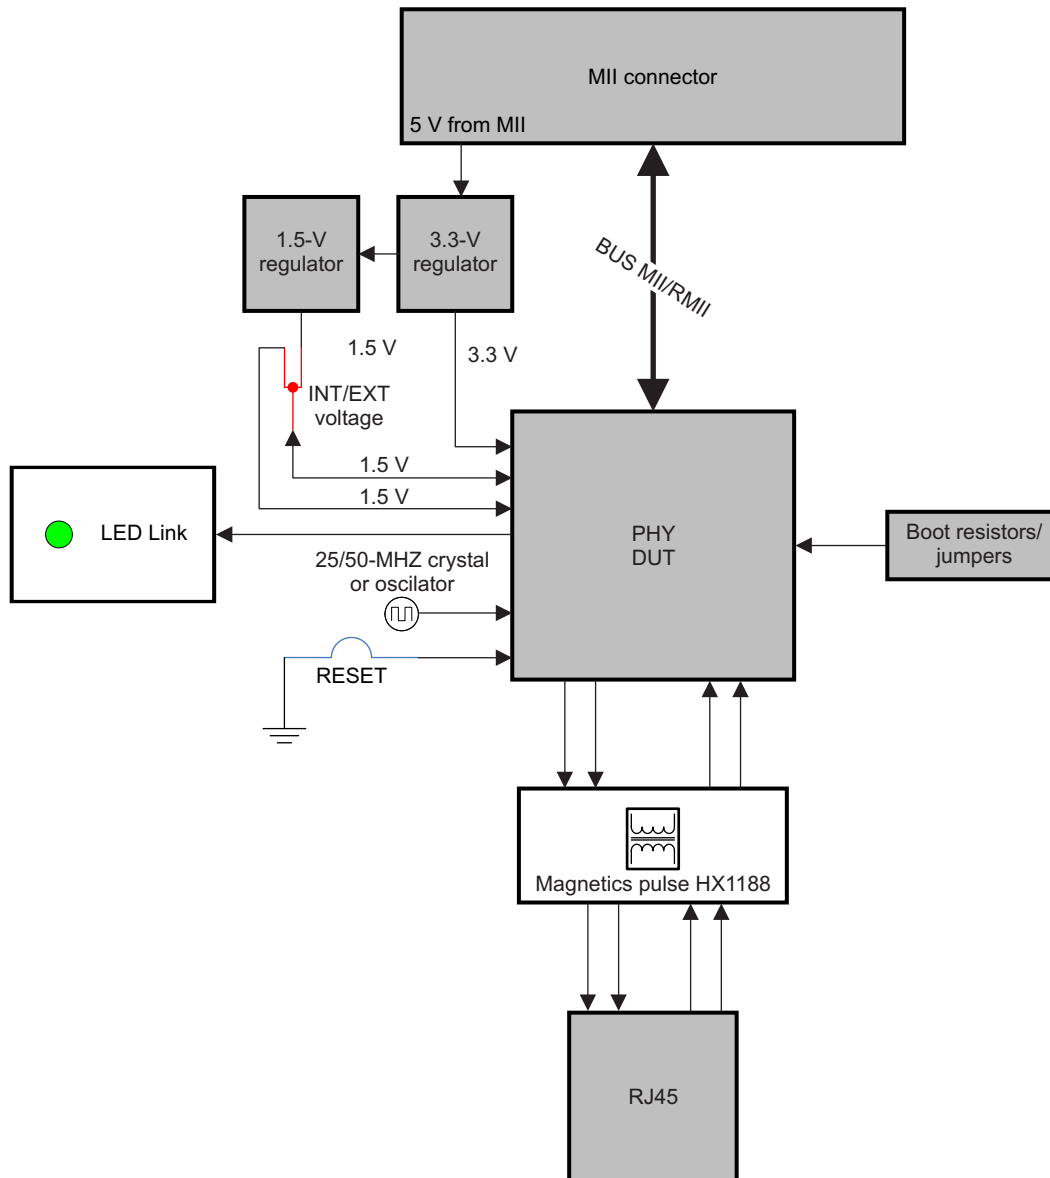 MII connector
5 V from MII
1.5-V
regulator
3.3-V
regulator
BUS MII/RMII
1.5 V
3.3 V
INT/EXT
voltage
1.5 V
1.5 V
LED Link
PHY
DUT
Boot resistors/
jumpers
25/50-MHZ crystal
or oscilator
RESET
Magnetics pulse HX1188
RJ45